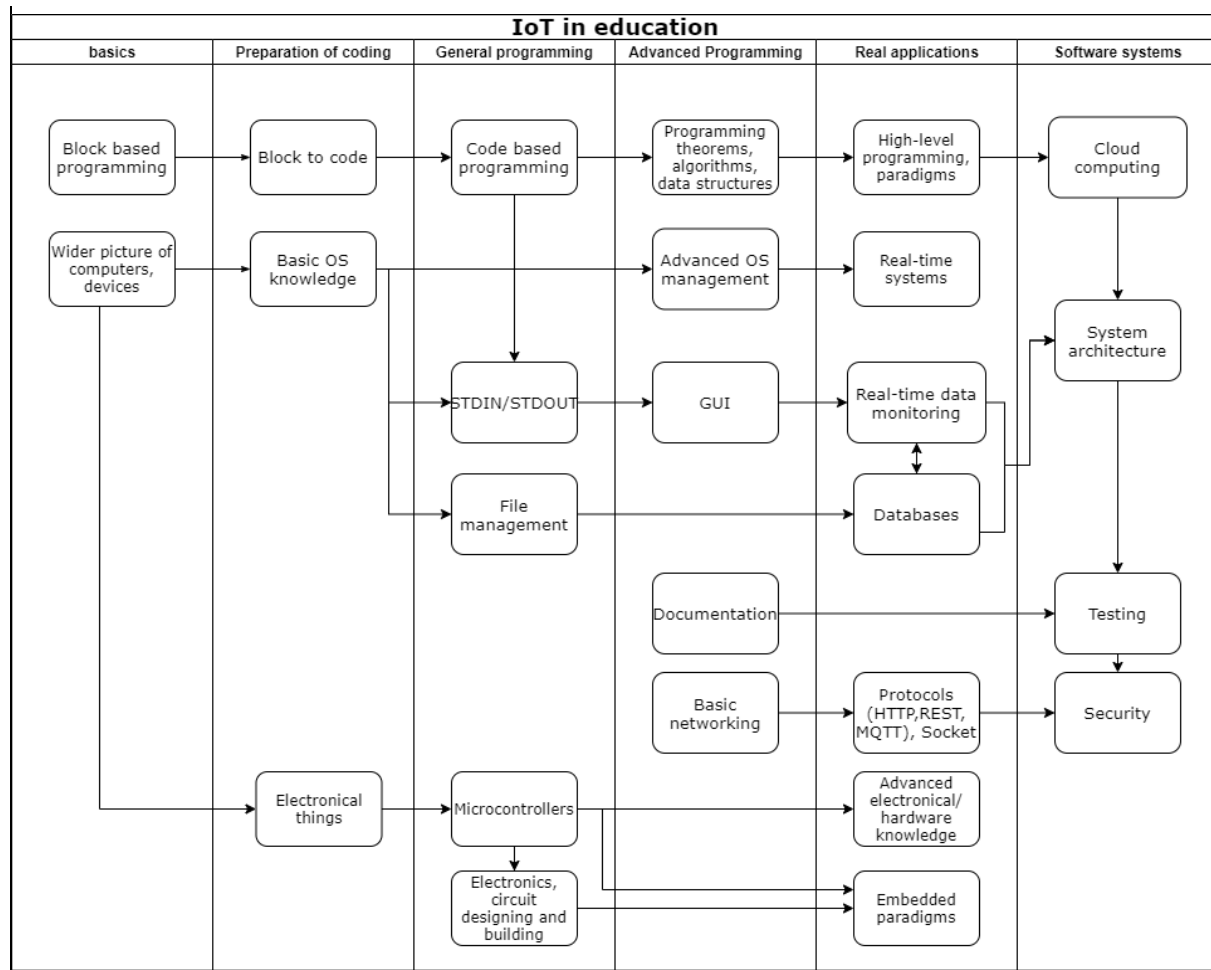 IoT in education
basics
Preparation of coding
General programming
Advanced Programming
Real applications
Software systems
Block based
programming
Block to code
Code based
programming
Programming
theorems,
algorithms,
data structures
High-level
programming,
paradigms
Cloud
computing
Wider picture of
computers,
devices
Basic OS
knowledge
Advanced OS
management
Real-time
systems
System
architecture
STDIN/STDOUT
GUI
Real-time data
monitoring
File
management
Databases
Documentation
Testing
Basic
networking
Protocols
(HTTP,REST,
MQTT), Socket
Security
Electronical
things
Microcontrollers
Advanced
electronical/
hardware
knowledge
Electronics,
circuit
designing and
building
Embedded
paradigms